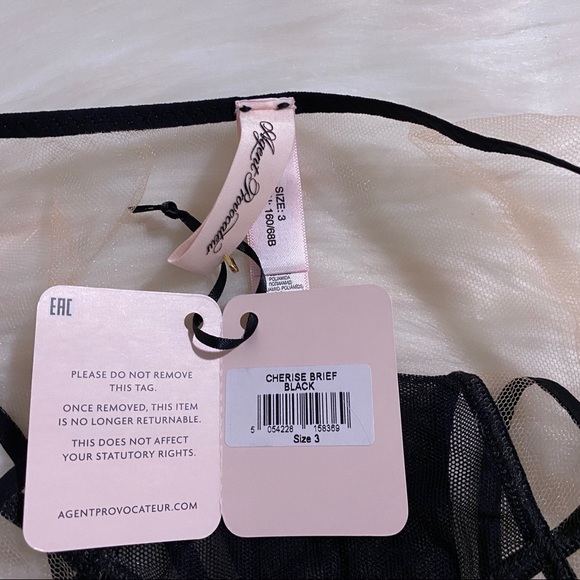 Agent Provocateur
SIZE: 3
160/68B
POLIAMIDA
EAC
PLEASE DO NOT REMOVE
THIS TAG.
ONCE REMOVED, THIS ITEM
IS NO LONGER RETURNABLE.
THIS DOES NOT AFFECT
YOUR STATUTORY RIGHTS.
AGENTPROVOCATEUR.COM
CHERISE BRIEF
BLACK
5 054228 158369
Size 3